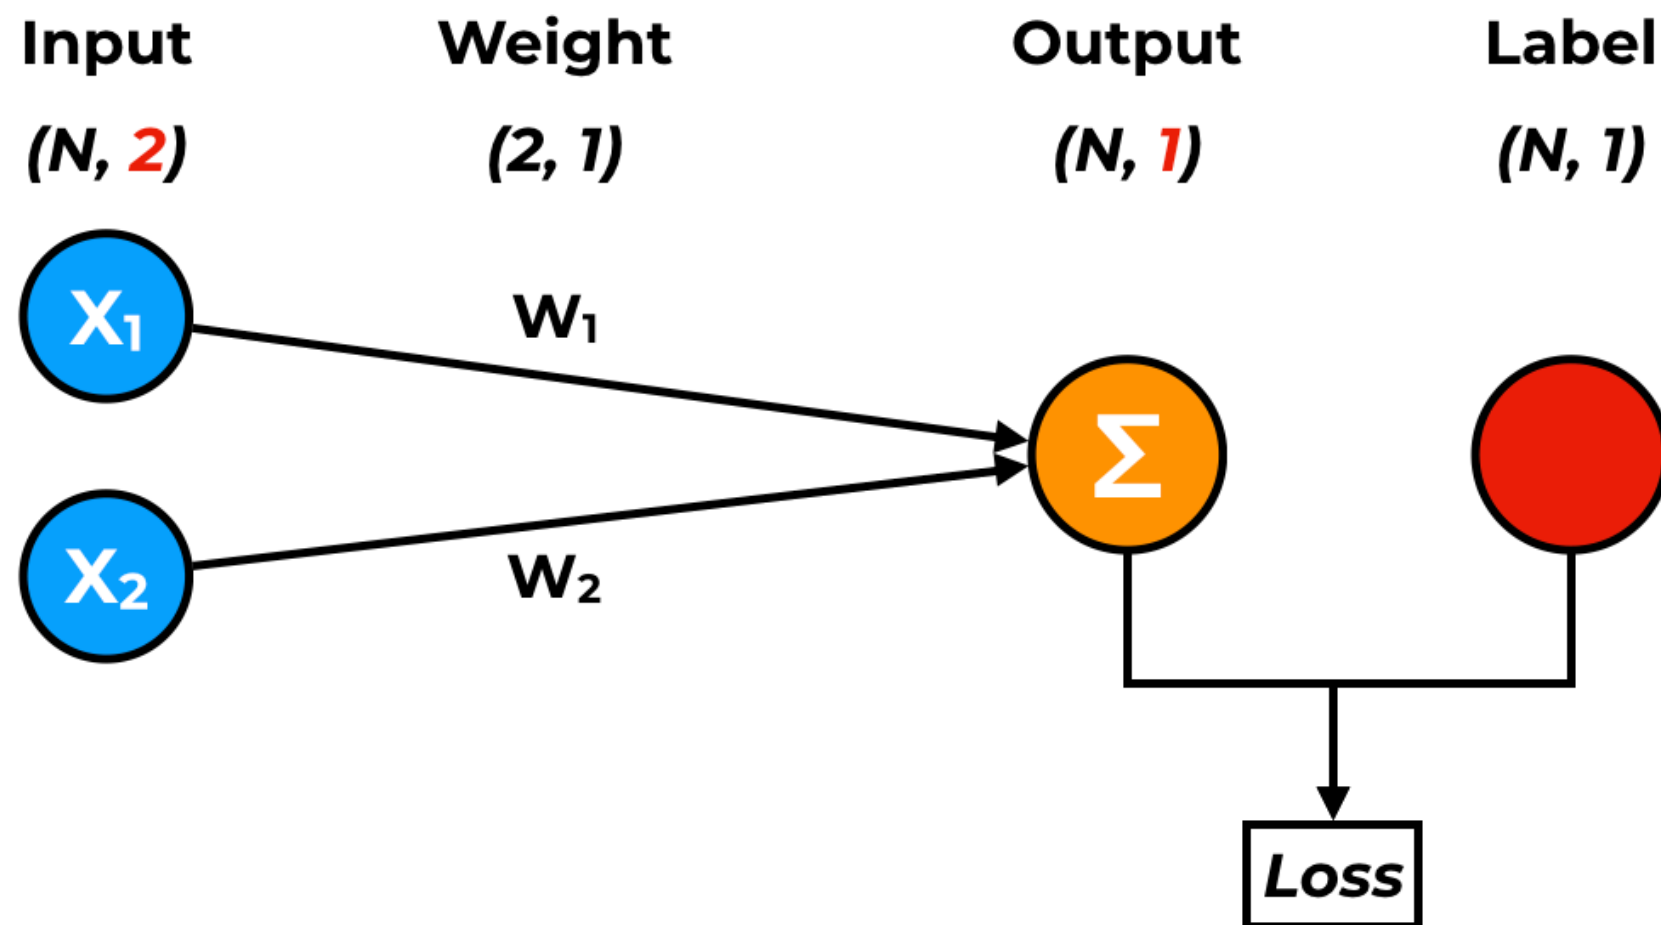 Input Weight Output Label
(N, 2) (2, 1) (N, 1) (N, 1)
X₁
W₁
Σ
X₂
W₂
Loss